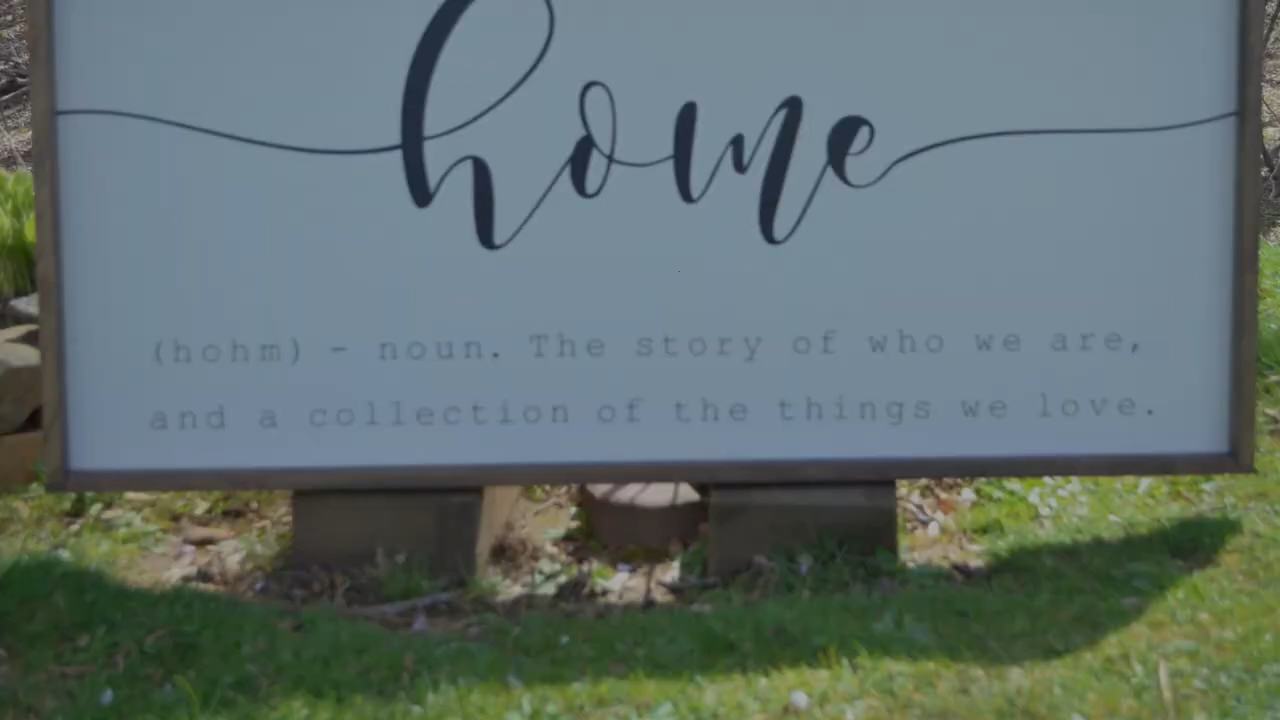 home
(hohm) - noun. The story of who we are,
and a collection of the things we love.